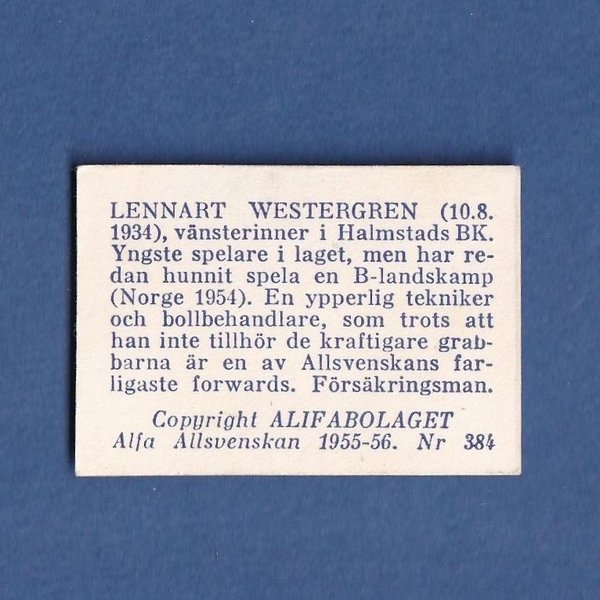 LENNART WESTERGREN (10.8.
1934), vänsterinner i Halmstads BK.
Yngste spelare i laget, men har re-
dan hunnit spela en B-landskamp
(Norge 1954). En ypperlig tekniker
och bollbehandlare, som trots att
han inte tillhör de kraftigare grab-
barna är en av Allsvenskans far-
ligaste forwards. Försäkringsman.
Copyright ALIFABOLAGET
Alfa Allsvenskan 1955-56. Nr 384